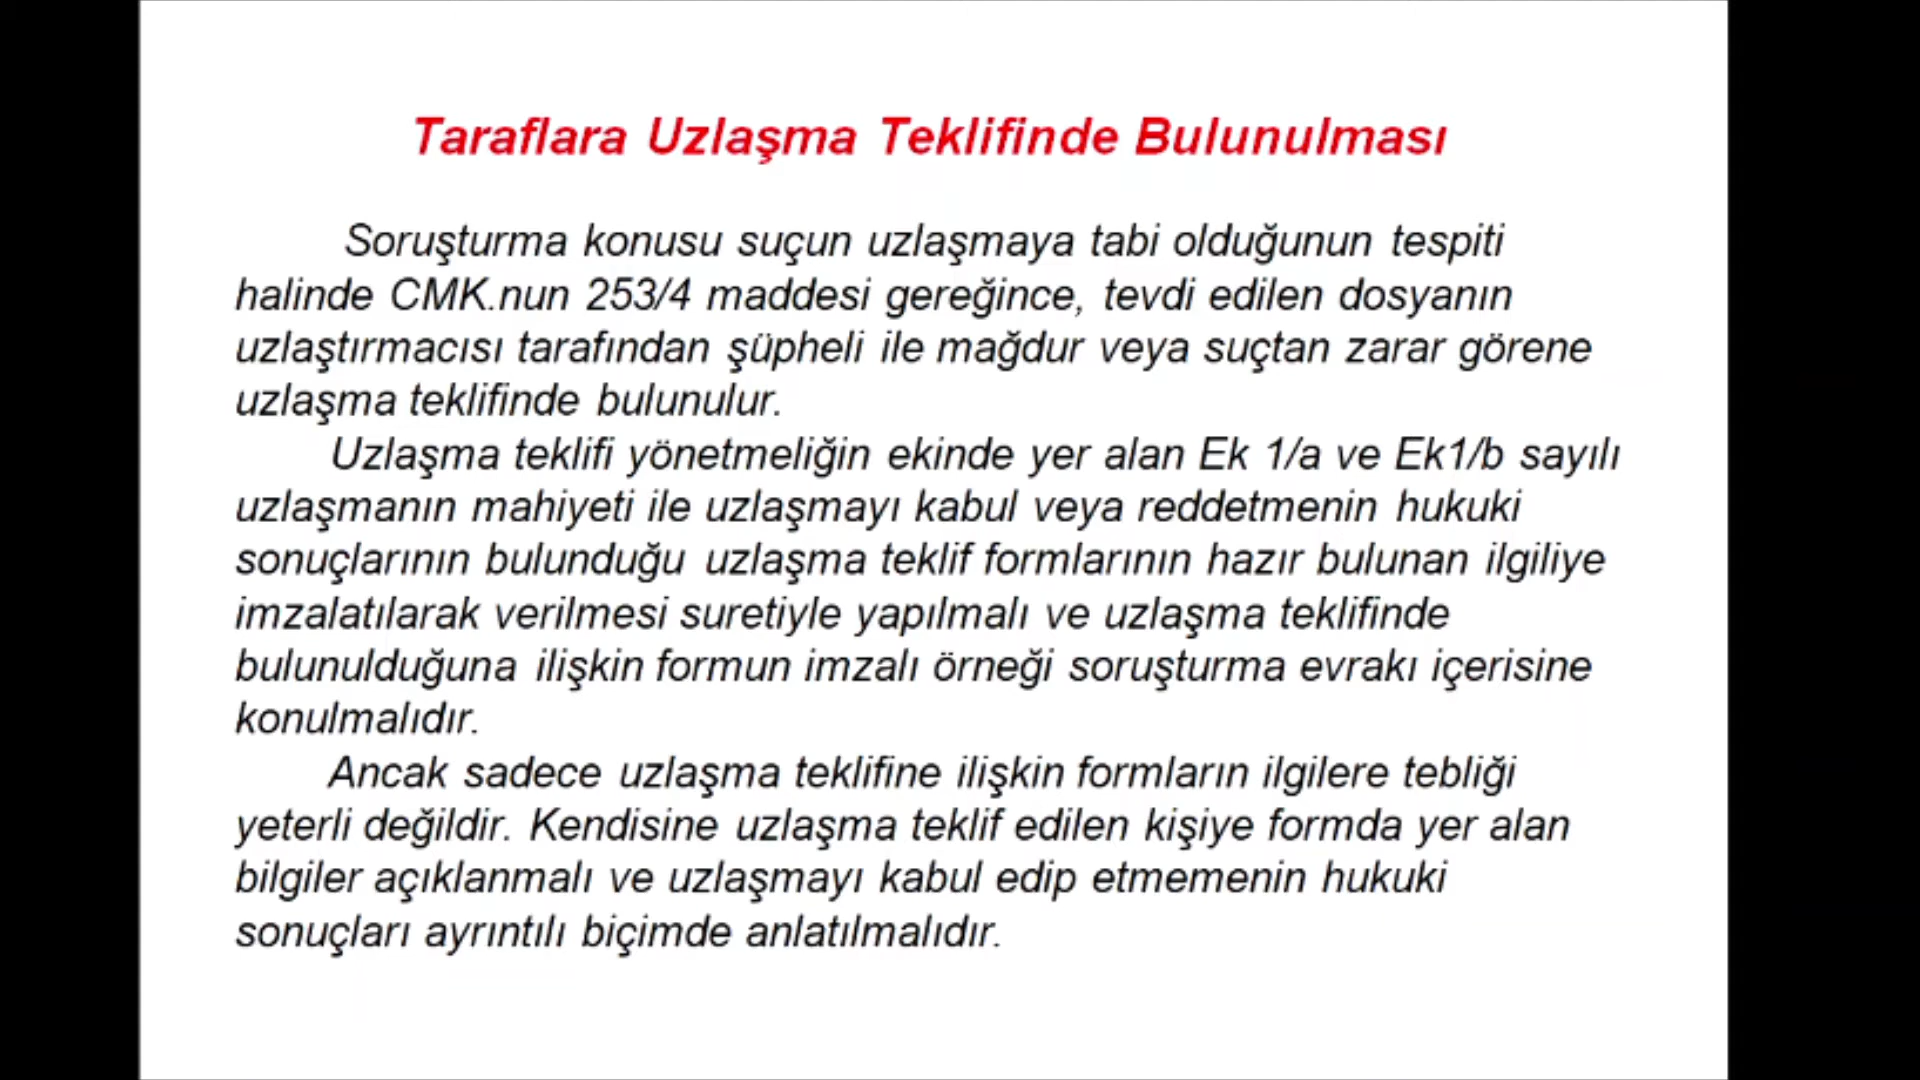 Taraflara Uzlaşma Teklifinde Bulunulması
Soruşturma konusu suçun uzlaşmaya tabi olduğunun tespiti
halinde CMK.nun 253/4 maddesi gereğince, tevdi edilen dosyanın
uzlaştırmacısı tarafından şüpheli ile mağdur veya suçtan zarar görene
uzlaşma teklifinde bulunulur.
Uzlaşma teklifi yönetmeliğin ekinde yer alan Ek 1/a ve Ek1/b sayılı
uzlaşmanın mahiyeti ile uzlaşmayı kabul veya reddetmenin hukuki
sonuçlarının bulunduğu uzlaşma teklif formlarının hazır bulunan ilgiliye
imzalatılarak verilmesi suretiyle yapılmalı ve uzlaşma teklifinde
bulunulduğuna ilişkin formun imzalı örneği soruşturma evrakı içerisine
konulmalıdır.
Ancak sadece uzlaşma teklifine ilişkin formların ilgilere tebliği
yeterli değildir. Kendisine uzlaşma teklif edilen kişiye formda yer alan
bilgiler açıklanmalı ve uzlaşmayı kabul edip etmemenin hukuki
sonuçları ayrıntılı biçimde anlatılmalıdır.